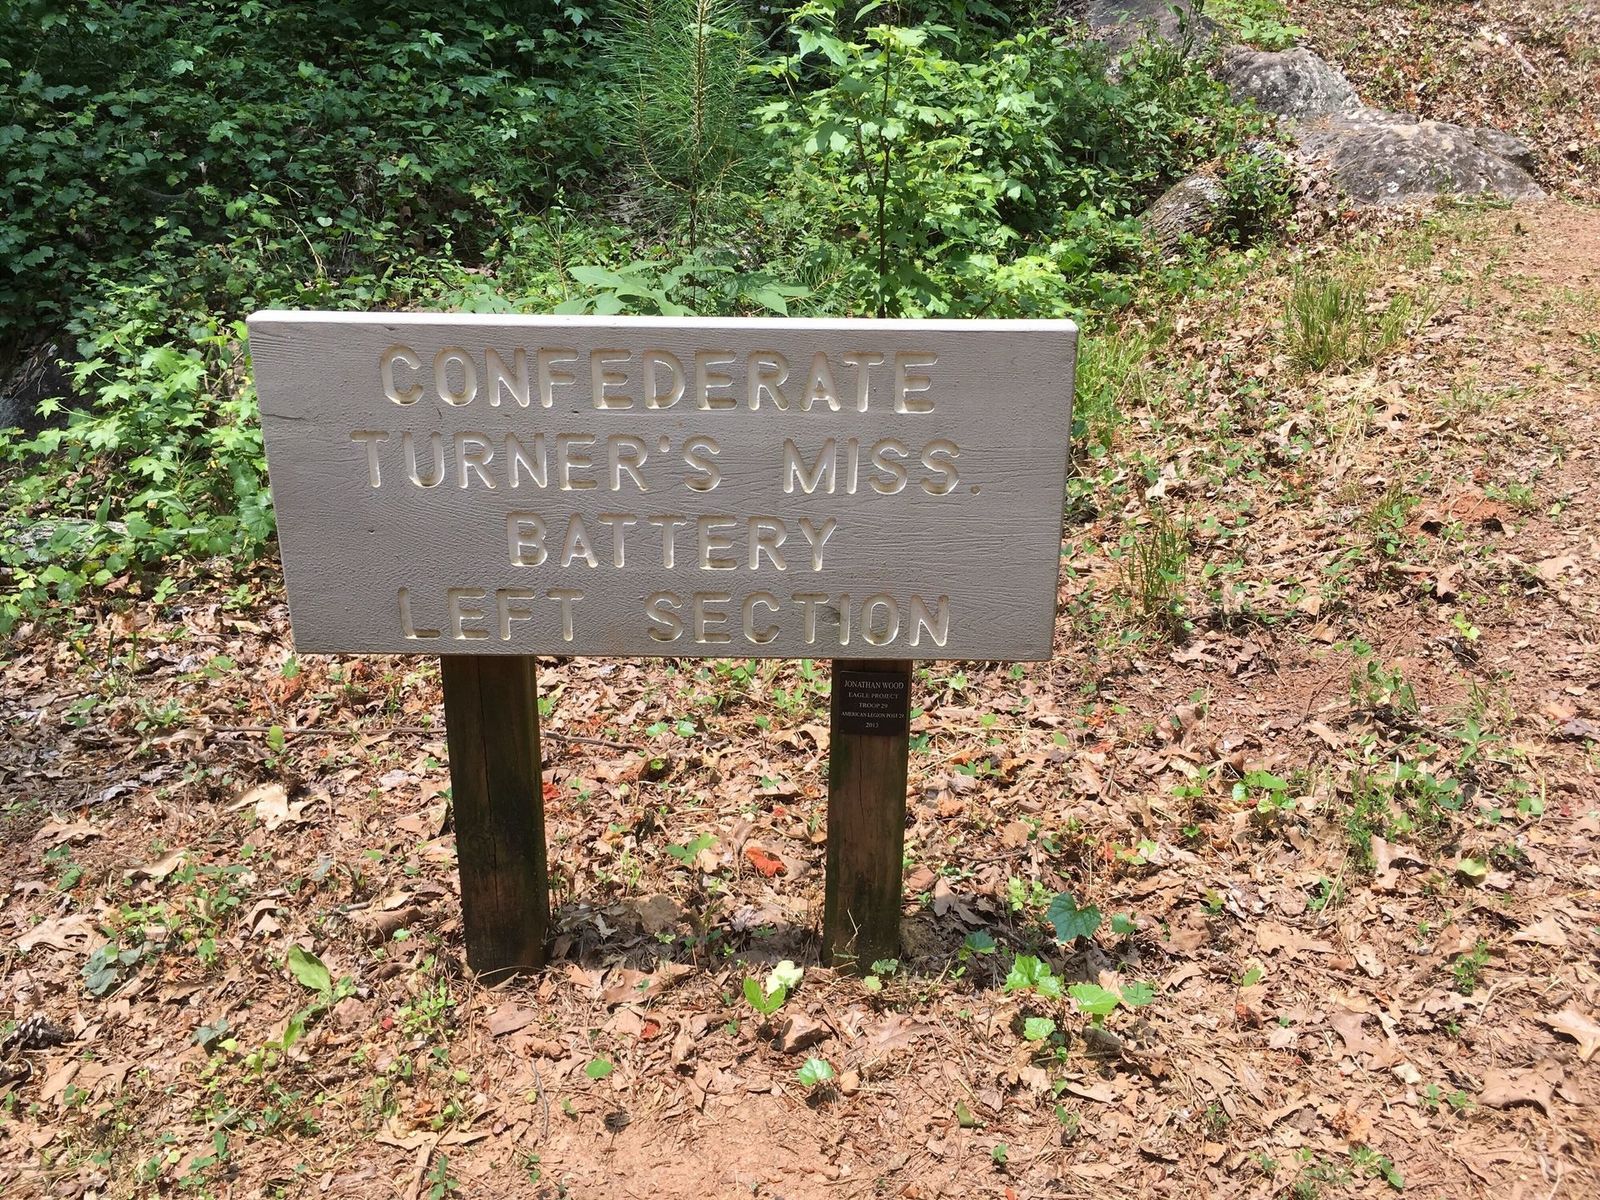 CONFEDERATE
TURNER'S MISS.
BATTERY
LEFT SECTION
JONATHAN WOOD
EAGLE PROJECT
TROOP 29
AMERICAN LEGION POST 29
2013